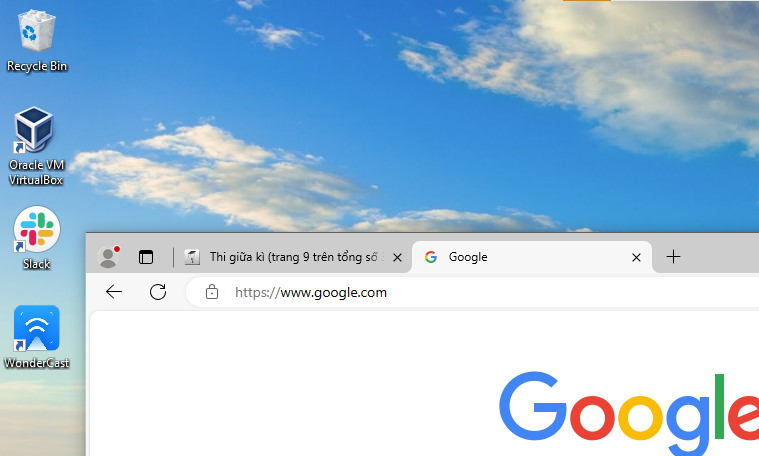 Recycle Bin
Oracle VM
VirtualBox
Slack
WonderCast
Thi giữa kì (trang 9 trên tổng số
Google
https://www.google.com
Google